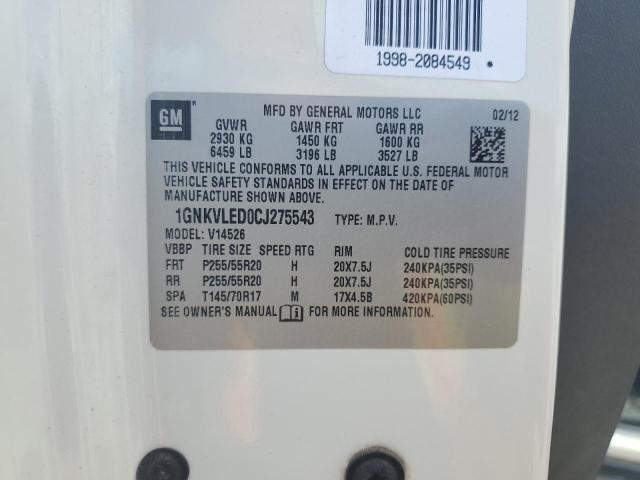 1998-2084549 *
GM
MFD BY GENERAL MOTORS LLC 02/12
GVWR GAWR FRT GAWR RR
2930 KG 1450 KG 1600 KG
6459 LB 3196 LB 3527 LB
THIS VEHICLE CONFORMS TO ALL APPLICABLE U.S. FEDERAL MOTOR
VEHICLE SAFETY STANDARDS IN EFFECT ON THE DATE OF
MANUFACTURE SHOWN ABOVE.
1GNKVLED0CJ275543 TYPE: M.P.V.
MODEL: V14526
VBBP TIRE SIZE SPEED RTG RIM COLD TIRE PRESSURE
FRT P255/55R20 H 20X7.5J 240KPA(35PSI)
RR P255/55R20 H 20X7.5J 240KPA(35PSI)
SPA T145/70R17 M 17X4.5B 420KPA(60PSI)
SEE OWNER'S MANUAL FOR MORE INFORMATION.